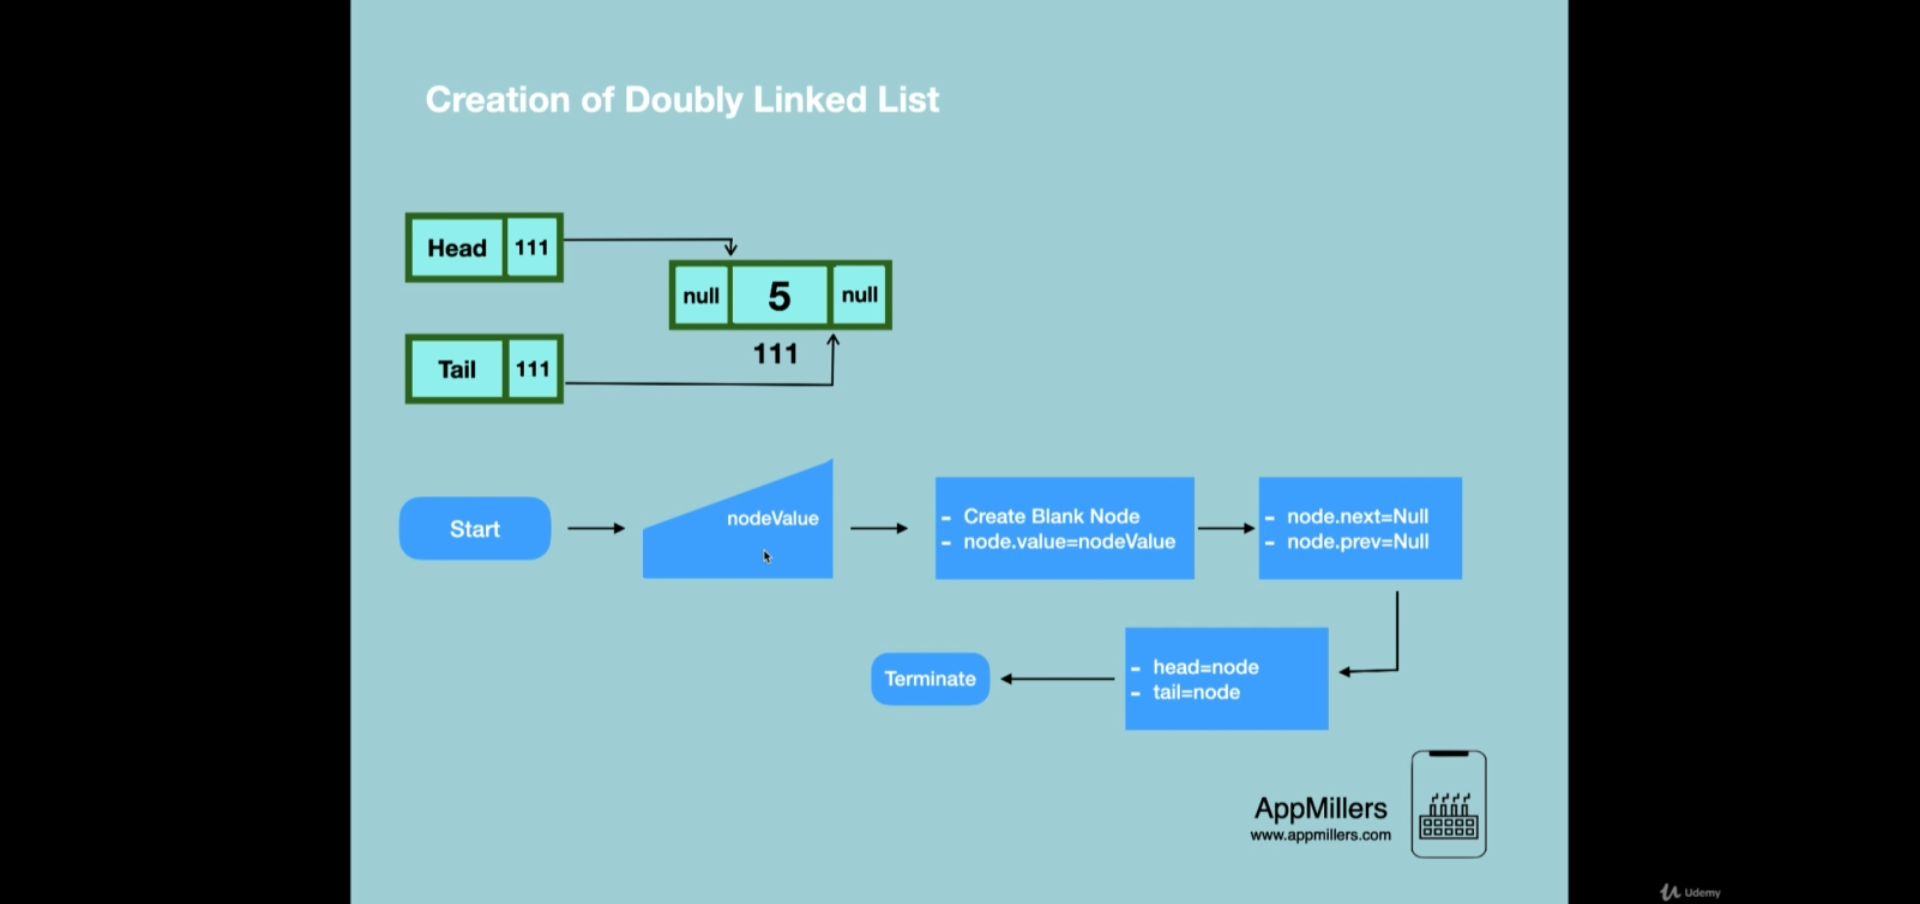 Creation of Doubly Linked List
Head 111
null 5 null
111
Tail 111
Start
nodeValue
- Create Blank Node
- node.value=nodeValue
- node.next=Null
- node.prev=Null
- head=node
- tail=node
Terminate
AppMillers
www.appmillers.com
Udemy